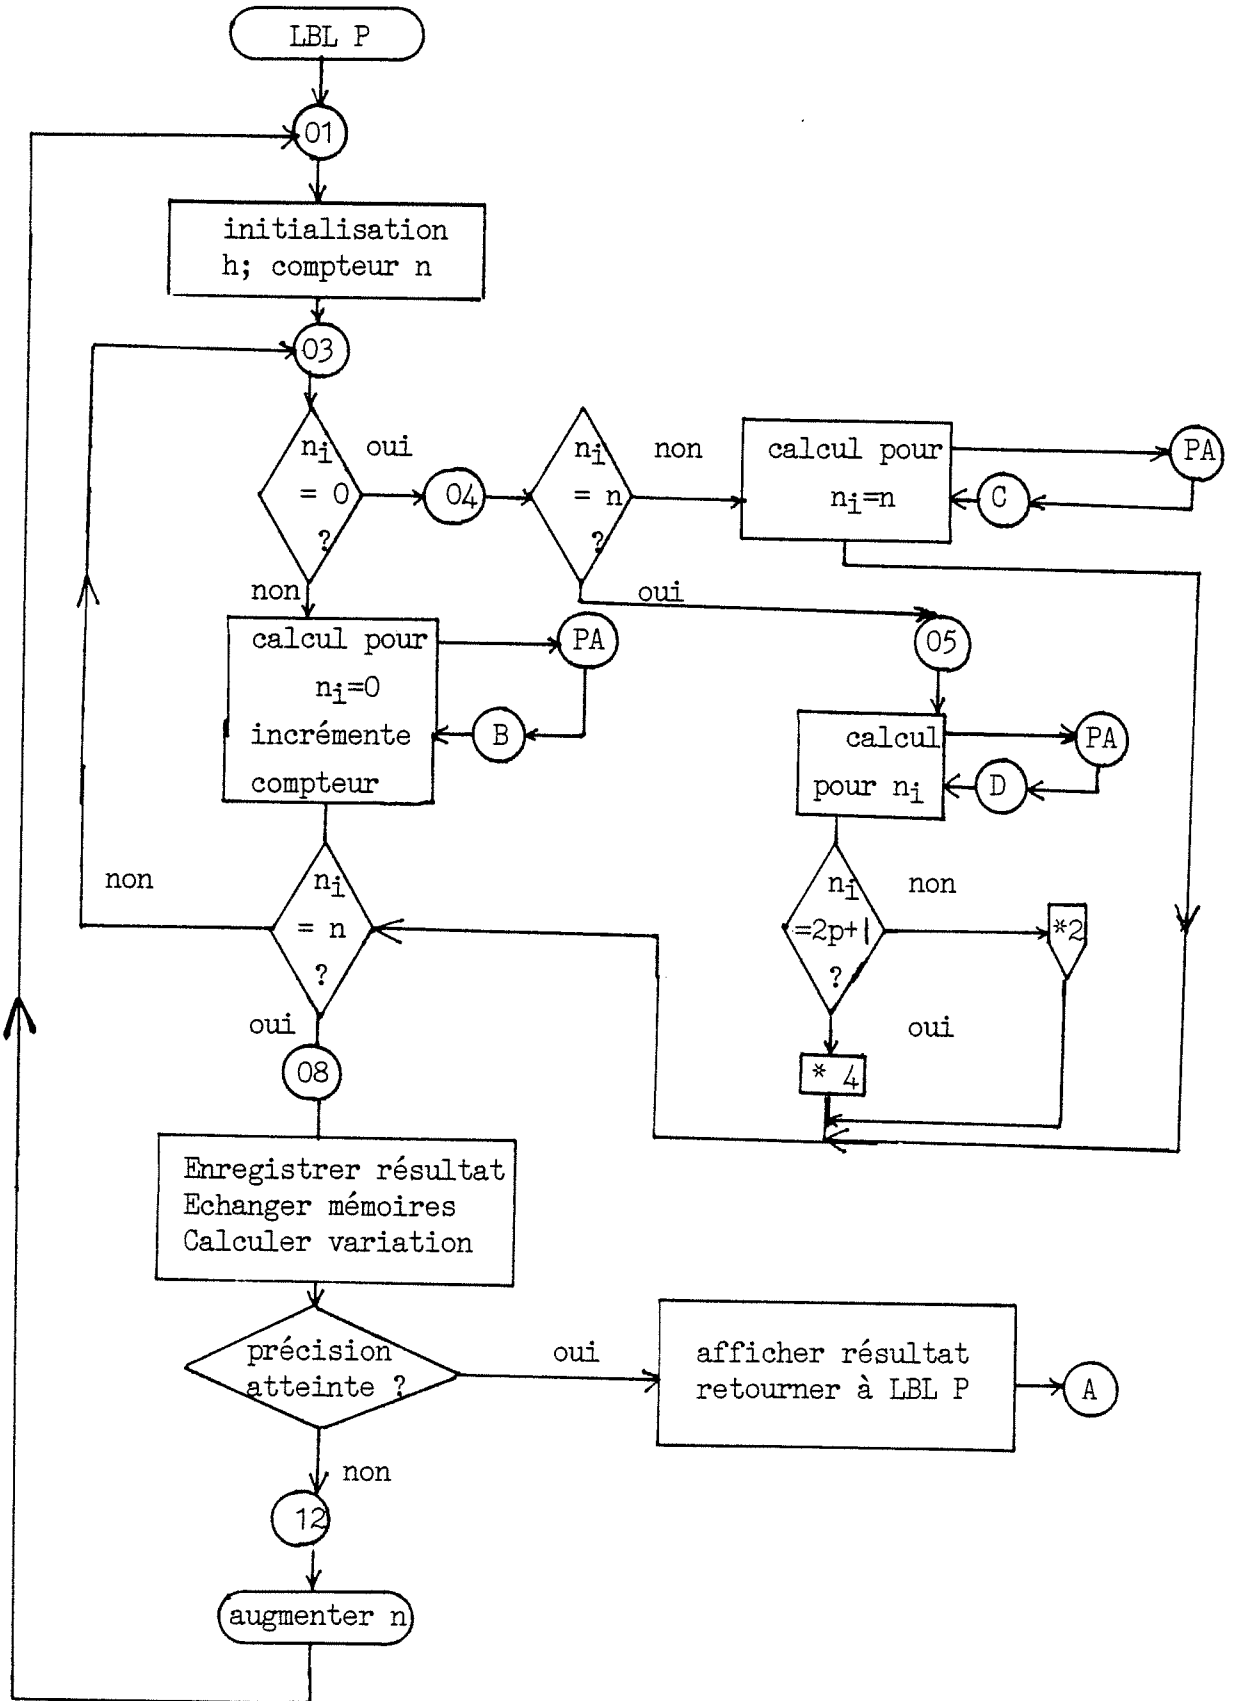 LBL P
01
initialisation
h; compteur n
03
ni
= 0
?
oui
04
ni
= n
?
non
calcul pour
ni=n
PA
C
non
oui
calcul pour
ni=0
incrémente
compteur
PA
B
05
calcul
pour ni
PA
D
non
ni
= n
?
ni
=2p+1
?
non
*2
oui
08
oui
* 4
Enregistrer résultat
Echanger mémoires
Calculer variation
précision
atteinte ?
oui
afficher résultat
retourner à LBL P
A
non
12
augmenter n